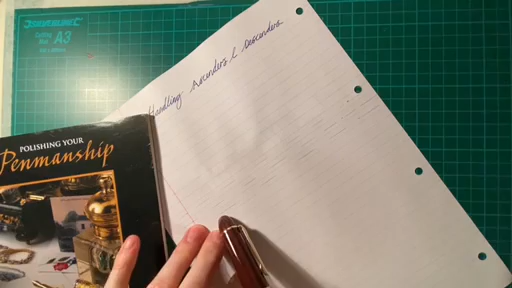 SILVERLINE
Cutting
Mat A3
Handling Ascenders & Descenders
POLISHING YOUR
Penmanship